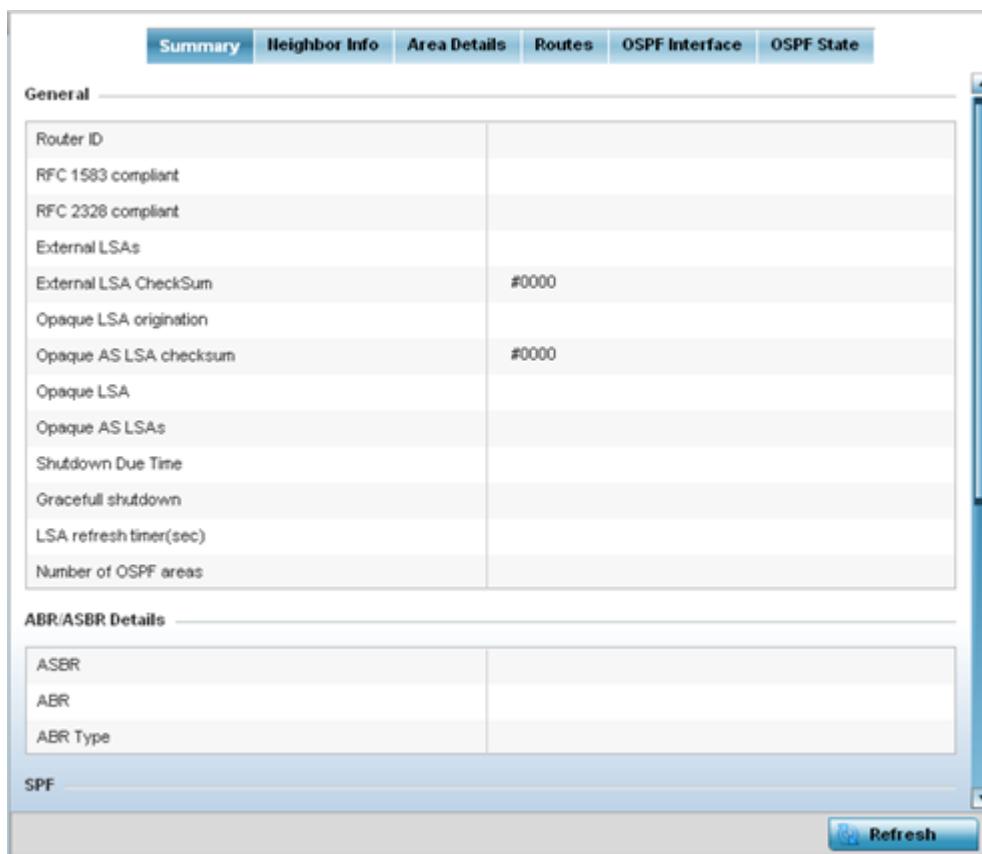 Summary Neighbor Info Area Details Routes OSPF Interface OSPF State
General
Router ID
RFC 1583 compliant
RFC 2328 compliant
External LSAs
External LSA CheckSum #0000
Opaque LSA origination
Opaque AS LSA checksum #0000
Opaque LSA
Opaque AS LSAs
Shutdown Due Time
Gracefull shutdown
LSA refresh timer(sec)
Number of OSPF areas
ABR/ASBR Details
ASBR
ABR
ABR Type
SPF
Refresh